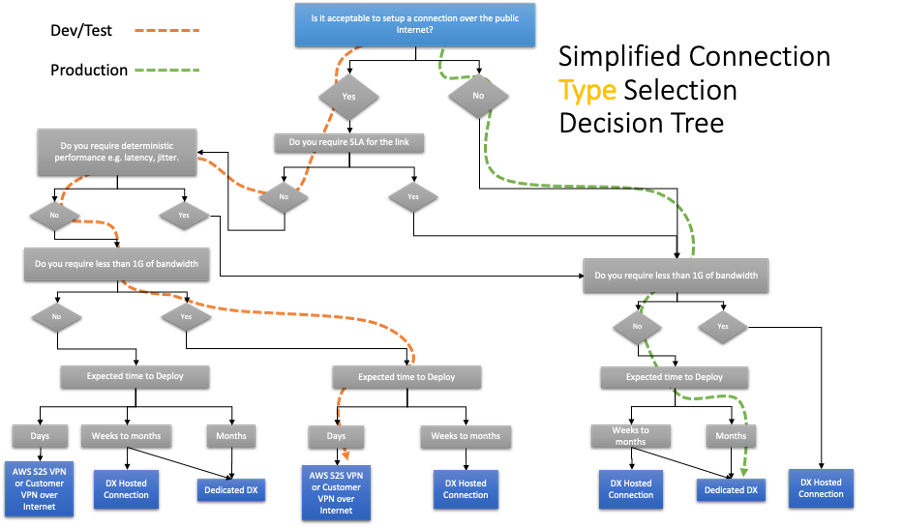 Dev/Test
Production
Is it acceptable to setup a connection over the public
Internet?
Simplified Connection
Type Selection
Decision Tree
Yes
No
Do you require SLA for the link
Do you require deterministic
performance e.g. latency, jitter.
No
Yes
No
Yes
Do you require less than 1G of bandwidth
Do you require less than 1G of bandwidth
No
Yes
No
Yes
Expected time to Deploy
Expected time to Deploy
Expected time to Deploy
Days
Weeks to months
Months
Days
Weeks to months
Weeks to
months
Months
AWS S2S VPN
or Customer
VPN over
Internet
DX Hosted
Connection
Dedicated DX
AWS S2S VPN
or Customer
VPN over
Internet
DX Hosted
Connection
DX Hosted
Connection
Dedicated DX
DX Hosted
Connection